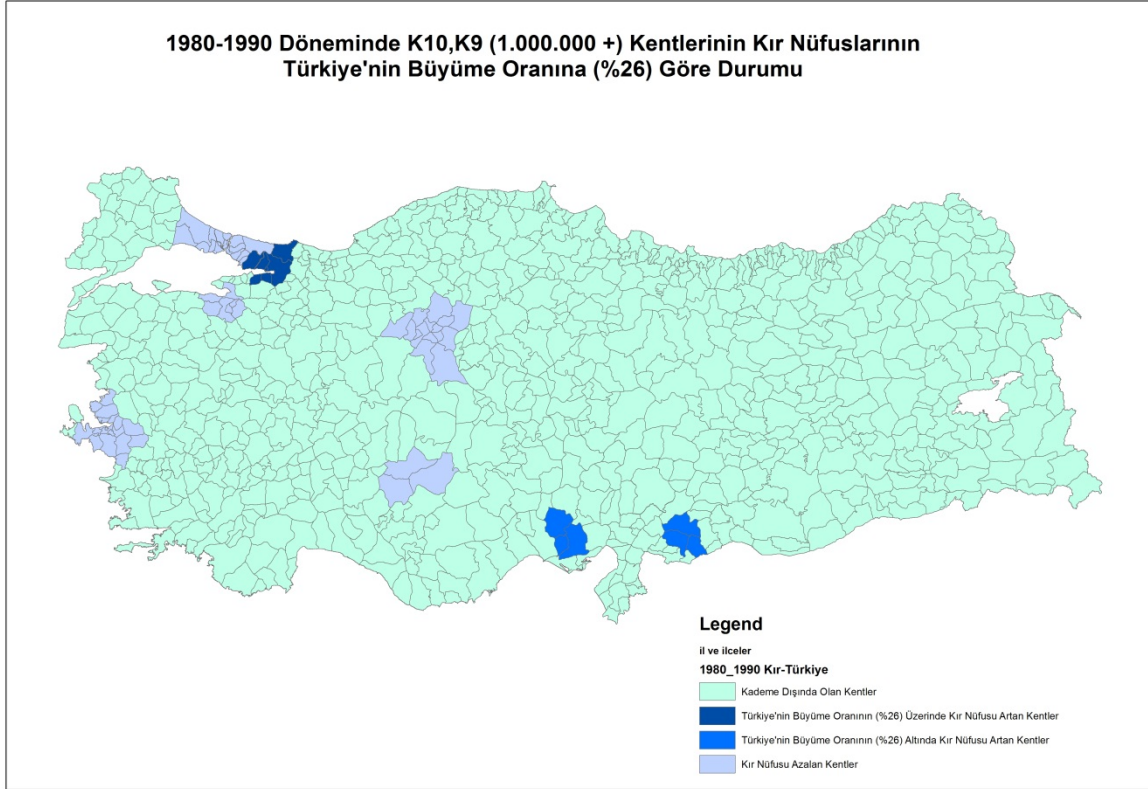 1980-1990 Döneminde K10,K9 (1.000.000 +) Kentlerinin Kır Nüfuslarının
Türkiye'nin Büyüme Oranına (%26) Göre Durumu
Legend
il ve ilceler
1980_1990 Kır-Türkiye
Kademe Dışında Olan Kentler
Türkiye'nin Büyüme Oranının (%26) Üzerinde Kır Nüfusu Artan Kentler
Türkiye'nin Büyüme Oranının (%26) Altında Kır Nüfusu Artan Kentler
Kır Nüfusu Azalan Kentler